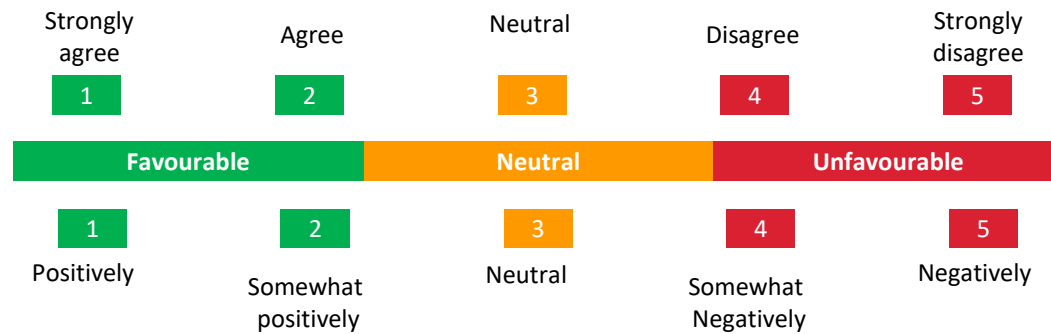 Strongly
agree
Agree
Neutral
Disagree
Strongly
disagree
1
2
3
4
5
Favourable
Neutral
Unfavourable
1
2
3
4
5
Positively
Somewhat
positively
Neutral
Somewhat
Negatively
Negatively